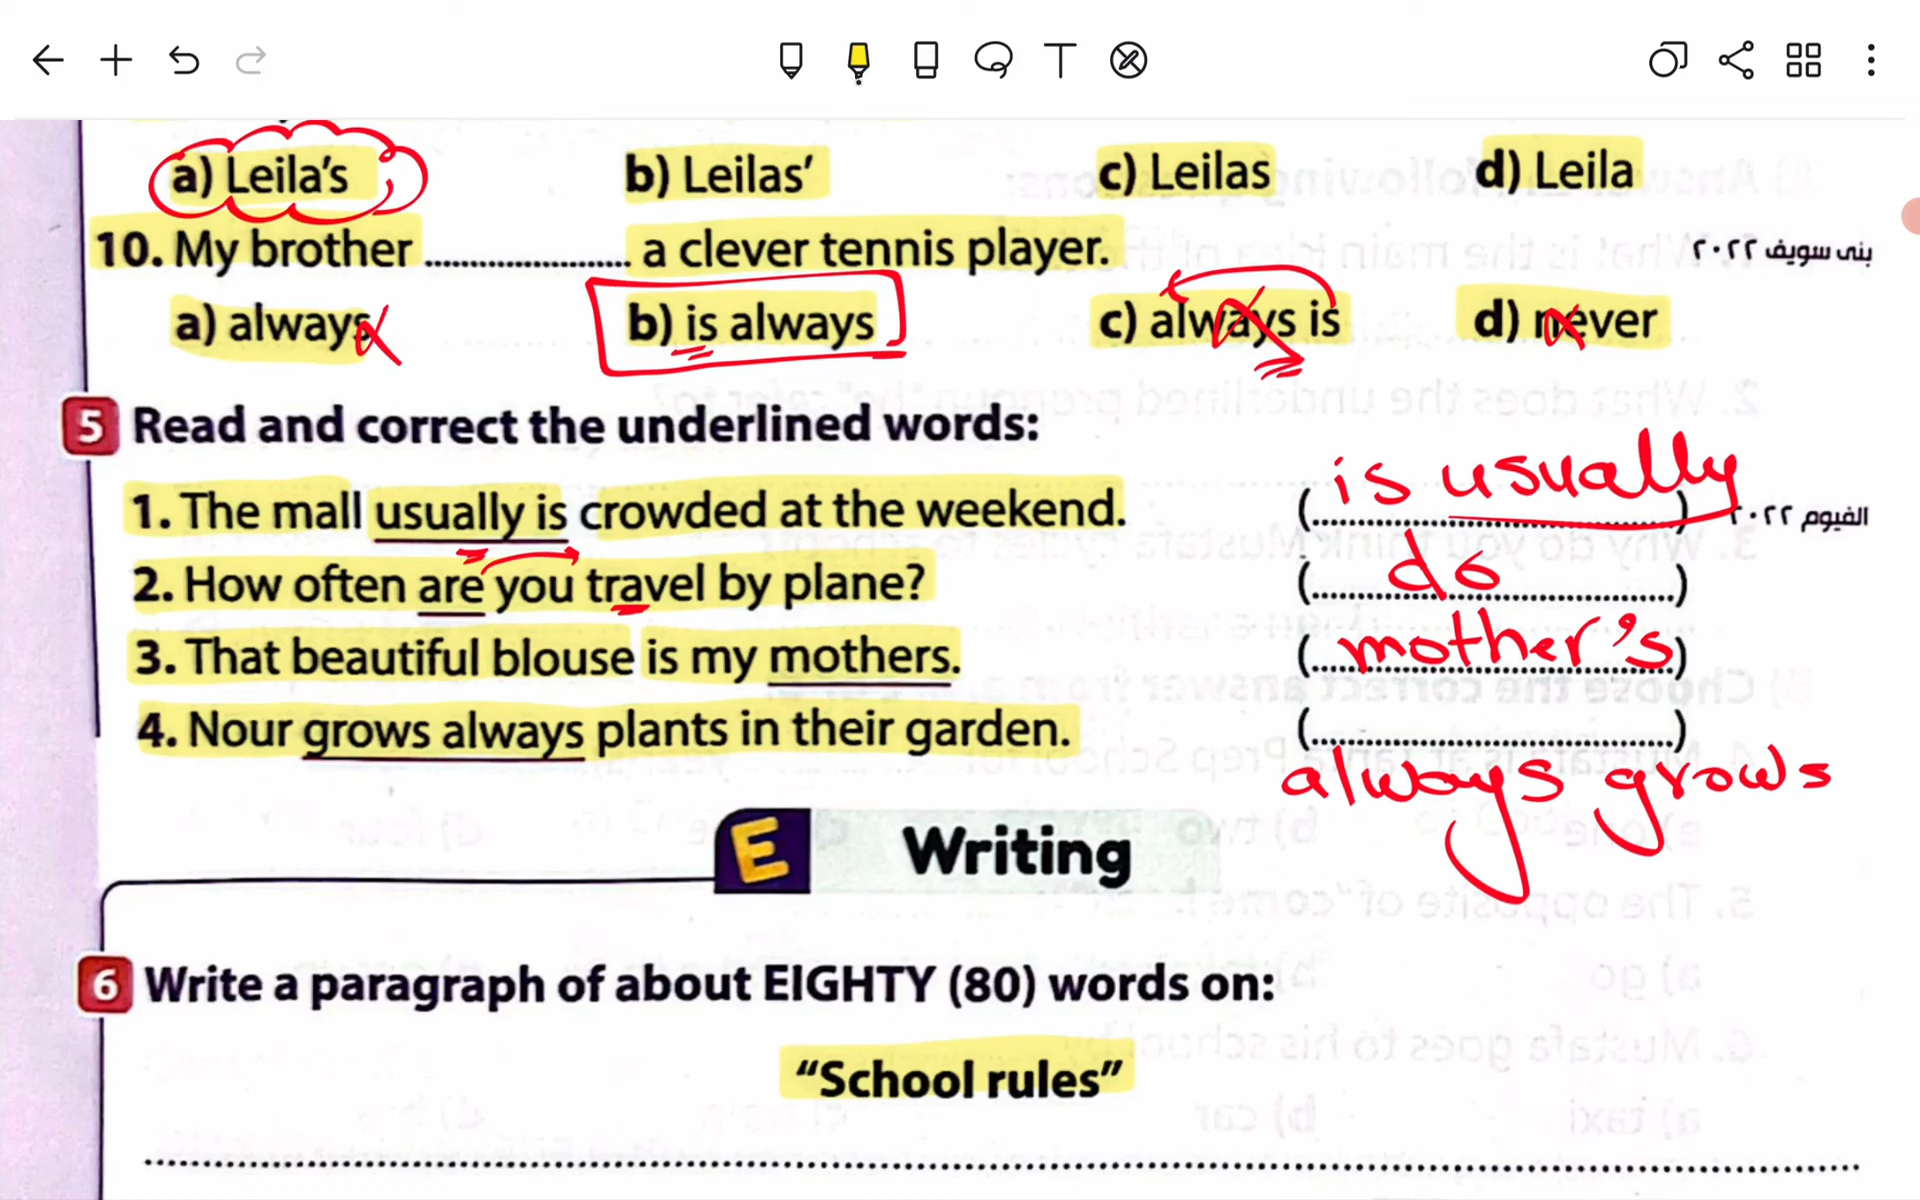 a) Leila's b) Leilas' c) Leilas d) Leila
10. My brother ..................... a clever tennis player. بنى سويف ٢٠٢٢
a) always b) is always c) always is d) never
5 Read and correct the underlined words:
1. The mall usually is crowded at the weekend. (is usually) الفيوم ٢٠٢٢
2. How often are you travel by plane? (do)
3. That beautiful blouse is my mothers. (mother's)
4. Nour grows always plants in their garden. (.....................)
always grows
E Writing
6 Write a paragraph of about EIGHTY (80) words on:
"School rules"